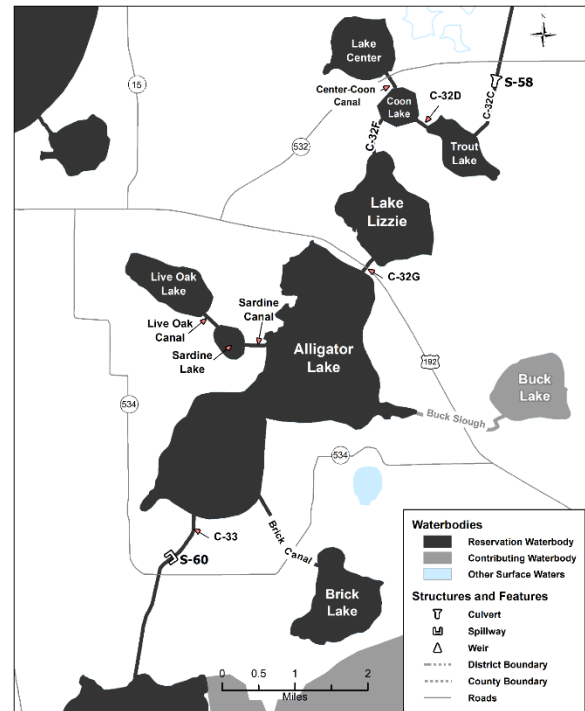 Lake
Center
15
Center-Coon
Canal
S-58
C-32D
C-32C
Coon
Lake
532
C-32F
Trout
Lake
Lake
Lizzie
Live Oak
Lake
C-32G
Sardine
Canal
Live Oak
Canal
Sardine
Lake
Alligator
Lake
192
Buck
Lake
534
Buck Slough
534
C-33
Brick Canal
S-60
Brick
Lake
0 0.5 1 2
Miles
Waterbodies
Reservation Waterbody
Contributing Waterbody
Other Surface Waters
Structures and Features
Culvert
Spillway
Weir
District Boundary
County Boundary
Roads